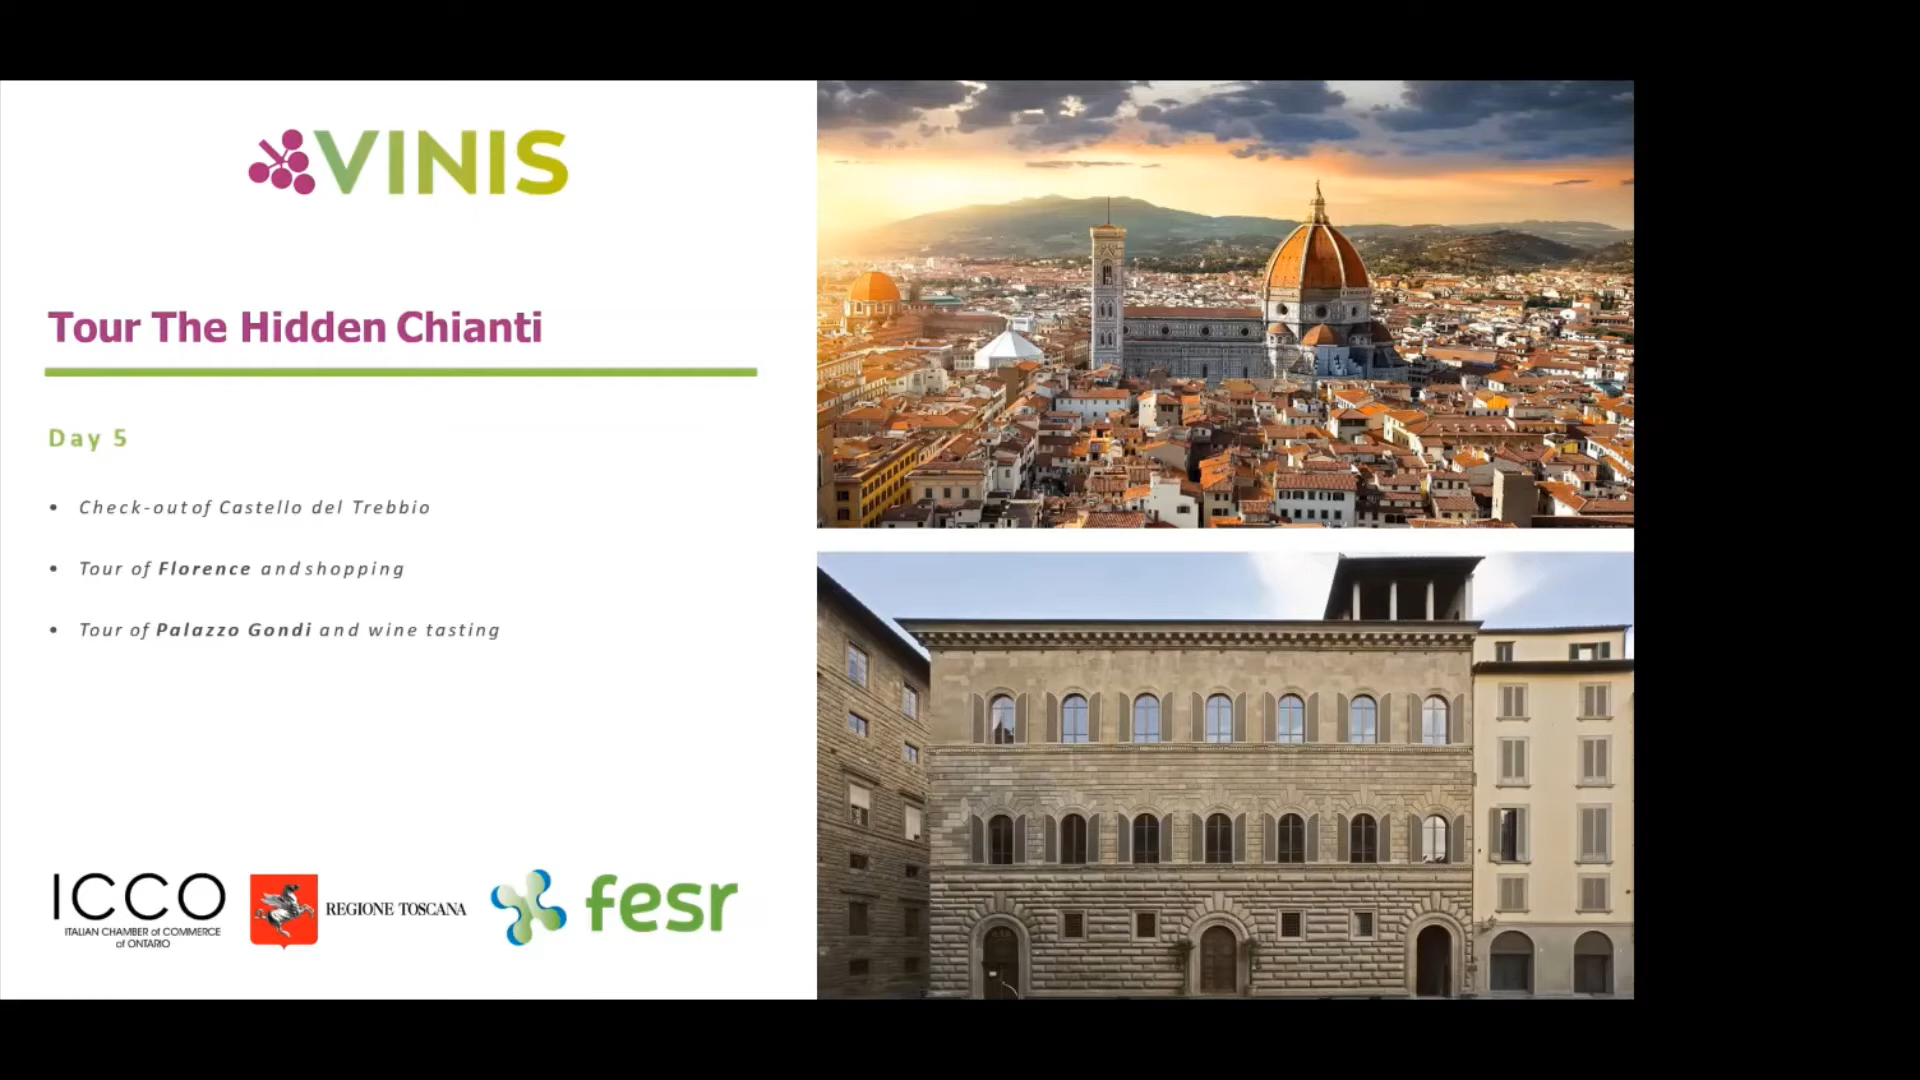 VINIS
Tour The Hidden Chianti
Day 5
• Check-out of Castello del Trebbio
• Tour of Florence and shopping
• Tour of Palazzo Gondi and wine tasting
ICCO
ITALIAN CHAMBER of COMMERCE
of ONTARIO
REGIONE TOSCANA
fesr